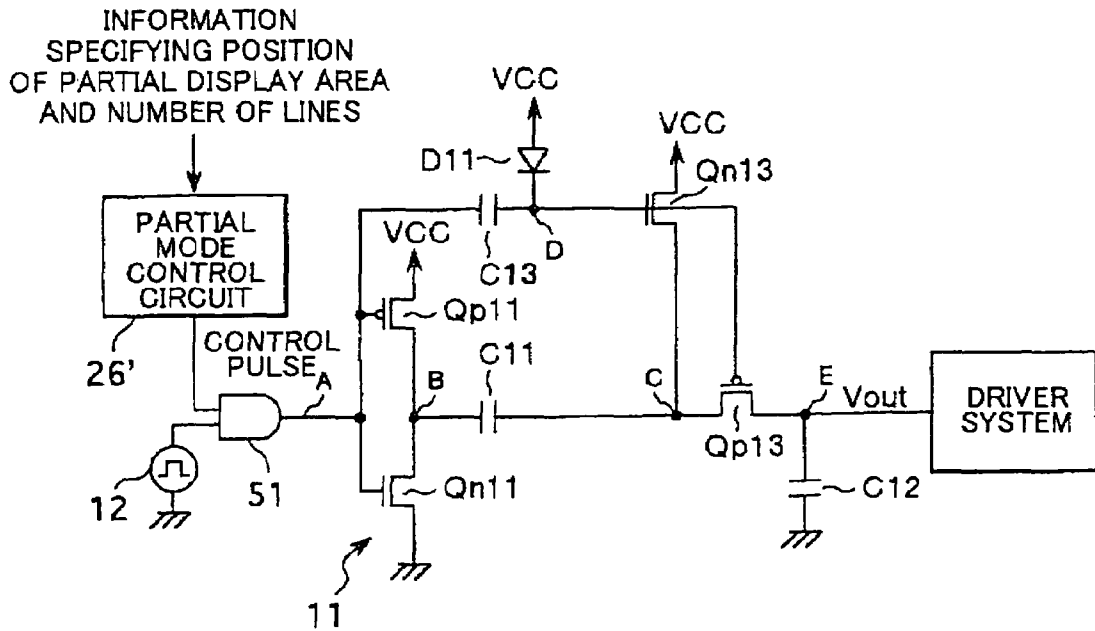 INFORMATION
SPECIFYING POSITION
OF PARTIAL DISPLAY AREA
AND NUMBER OF LINES
VCC
VCC
D11
Qn13
PARTIAL
MODE
CONTROL
CIRCUIT
VCC
C13
D
Qp11
26'
CONTROL
PULSE
A
B
C11
C
E
Vout
DRIVER
SYSTEM
Qp13
12
51
Qn11
C12
11